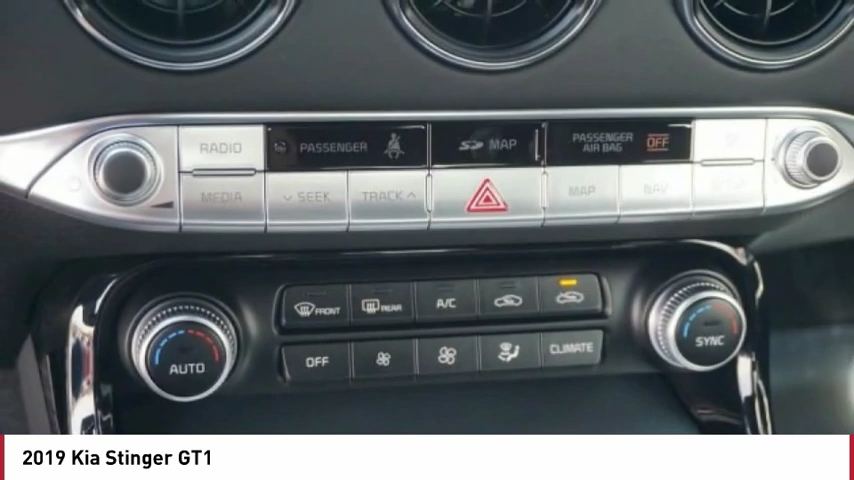 RADIO
PASSENGER
MAP
PASSENGER
AIR BAG
OFF
MEDIA
SEEK
TRACK
MAP
NAV
FRONT
REAR
A/C
AUTO
OFF
CLIMATE
SYNC
2019 Kia Stinger GT1